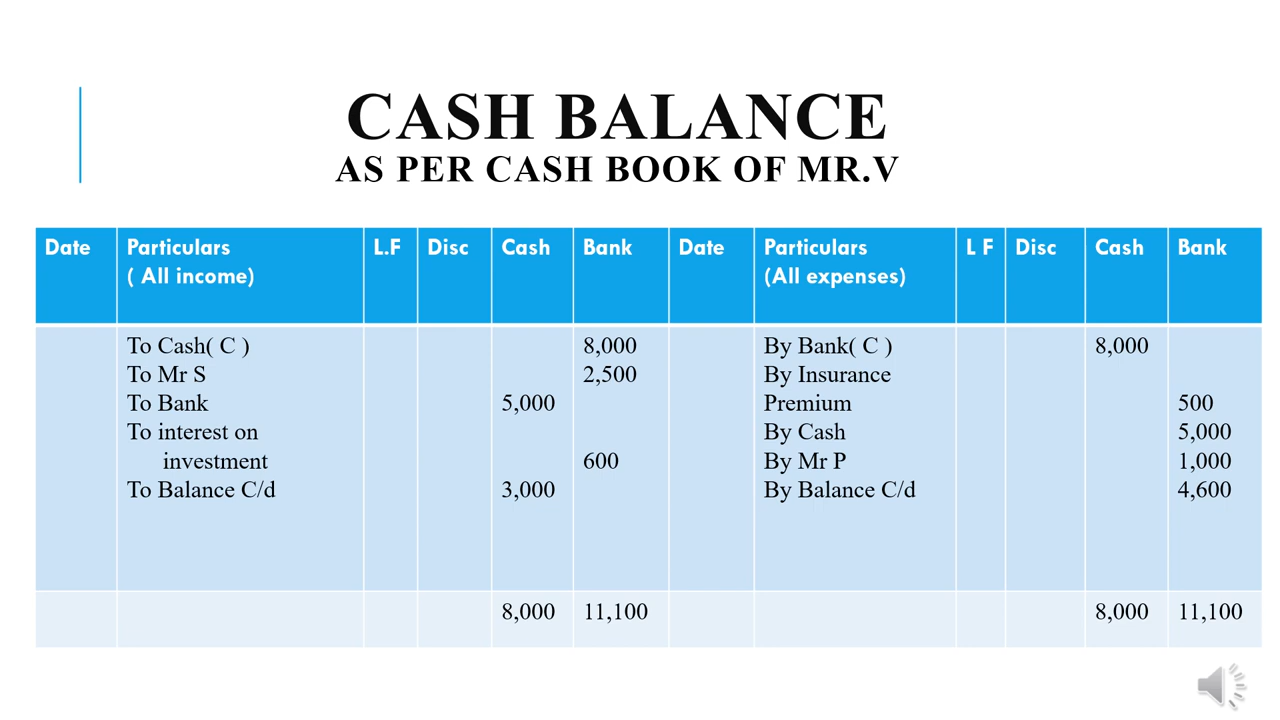 CASH BALANCE
AS PER CASH BOOK OF MR.V
Date Particulars L.F Disc Cash Bank Date Particulars L F Disc Cash Bank
( All income) (All expenses)
To Cash( C ) 8,000 By Bank( C ) 8,000
To Mr S 2,500 By Insurance
To Bank 5,000 Premium 500
To interest on By Cash 5,000
investment 600 By Mr P 1,000
To Balance C/d 3,000 By Balance C/d 4,600
8,000 11,100 8,000 11,100